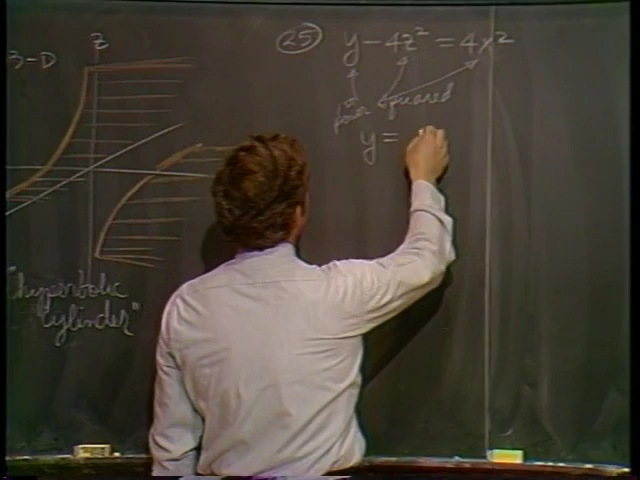 3-D
z
"hyperbolic
cylinder"
25 y - 4z² = 4x²
power squared
y =